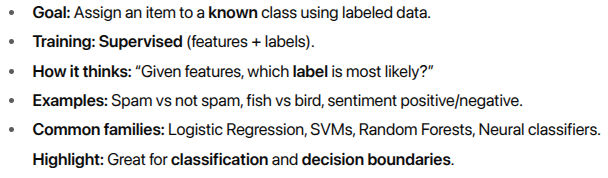 • Goal: Assign an item to a known class using labeled data.
• Training: Supervised (features + labels).
• How it thinks: “Given features, which label is most likely?”
• Examples: Spam vs not spam, fish vs bird, sentiment positive/negative.
• Common families: Logistic Regression, SVMs, Random Forests, Neural classifiers.
Highlight: Great for classification and decision boundaries.